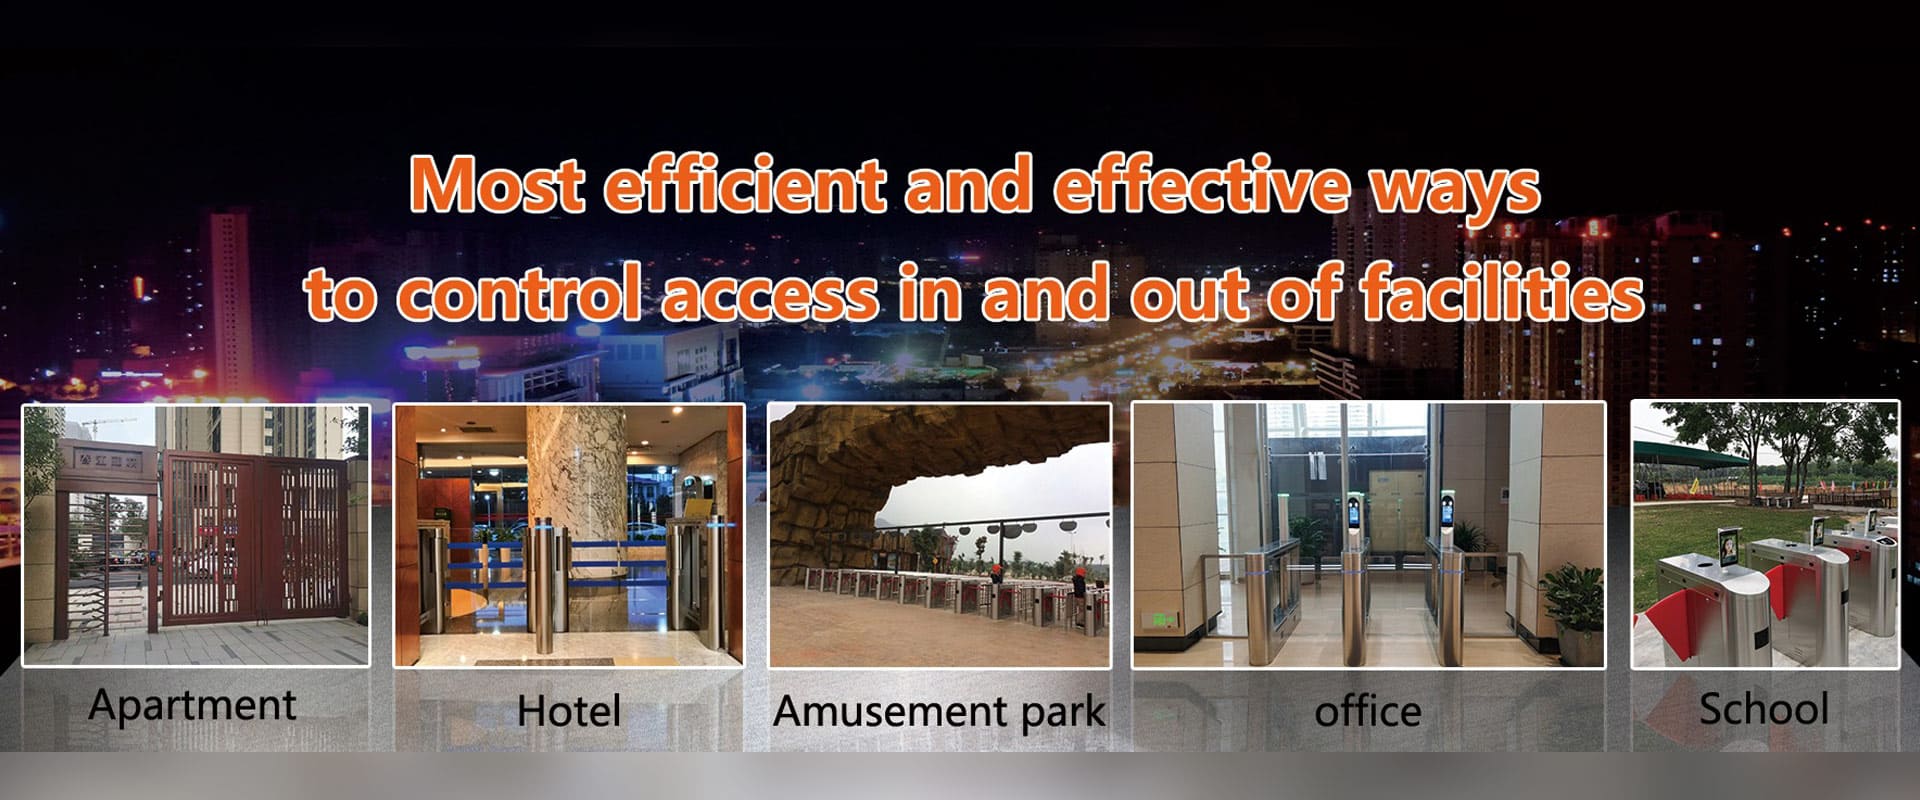 Most efficient and effective ways
to control access in and out of facilities
Apartment
Hotel
Amusement park
office
School